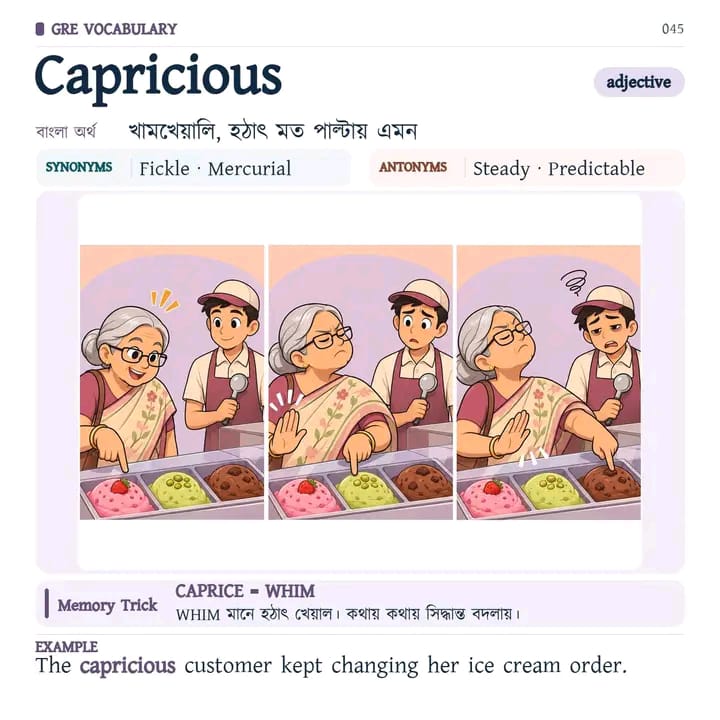 GRE VOCABULARY 045
Capricious
adjective
বাংলা অর্থ খামখেয়ালি, হঠাৎ মত পাল্টায় এমন
SYNONYMS Fickle · Mercurial ANTONYMS Steady · Predictable
Memory Trick
CAPRICE = WHIM
WHIM মানে হঠাৎ খেয়াল। কথায় কথায় সিদ্ধান্ত বদলায়।
EXAMPLE
The capricious customer kept changing her ice cream order.